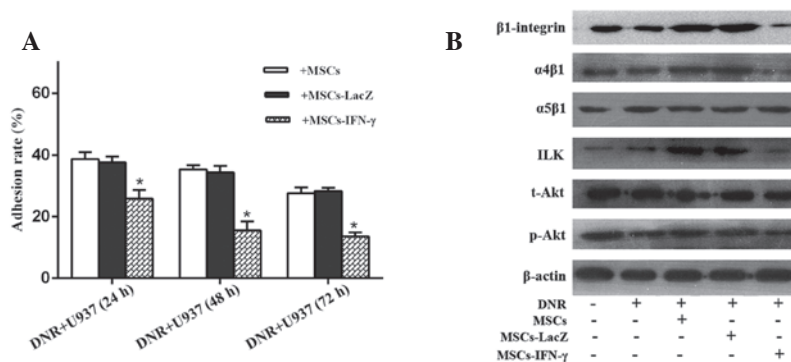 A
+MSCs
+MSCs-LacZ
+MSCs-IFN-γ
Adhesion rate (%)
60
40
20
0
*
*
*
DNR+U937 (24 h)
DNR+U937 (48 h)
DNR+U937 (72 h)
B
β1-integrin
α4β1
α5β1
ILK
t-Akt
p-Akt
β-actin
DNR - + + + +
MSCs +
MSCs-LacZ +
MSCs-IFN-γ +